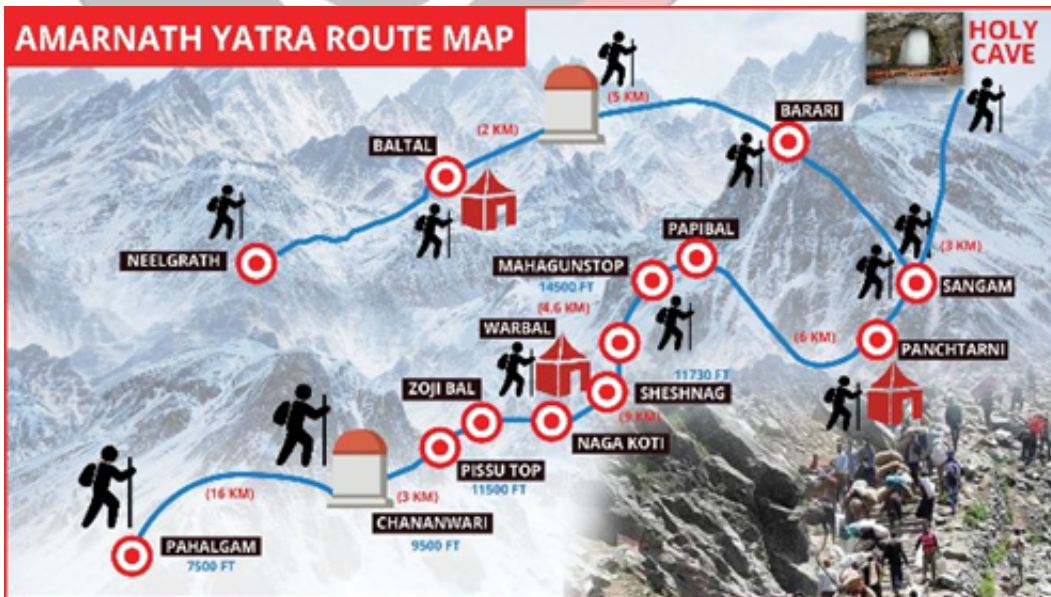 AMARNATH YATRA ROUTE MAP
HOLY
CAVE
(5 KM)
BARARI
(2 KM)
BALTAL
NEELGRATH
PAPIBAL
MAHAGUNSTOP
14500 FT
(3 KM)
SANGAM
(4.6 KM)
WARBAL
(6 KM)
PANCHTARNI
11730 FT
SHESHNAG
ZOJI BAL
(9 KM)
NAGA KOTI
PISSU TOP
11500 FT
(16 KM)
(3 KM)
CHANANWARI
9500 FT
PAHALGAM
7500 FT